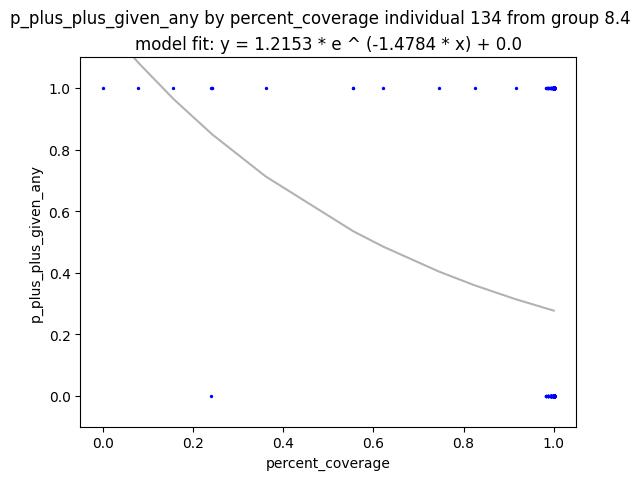 p_plus_plus_given_any by percent_coverage individual 134 from group 8.4
model fit: y = 1.2153 * e ^ (-1.4784 * x) + 0.0
1.0
0.8
0.6
0.4
0.2
0.0
p_plus_plus_given_any
0.0 0.2 0.4 0.6 0.8 1.0
percent_coverage